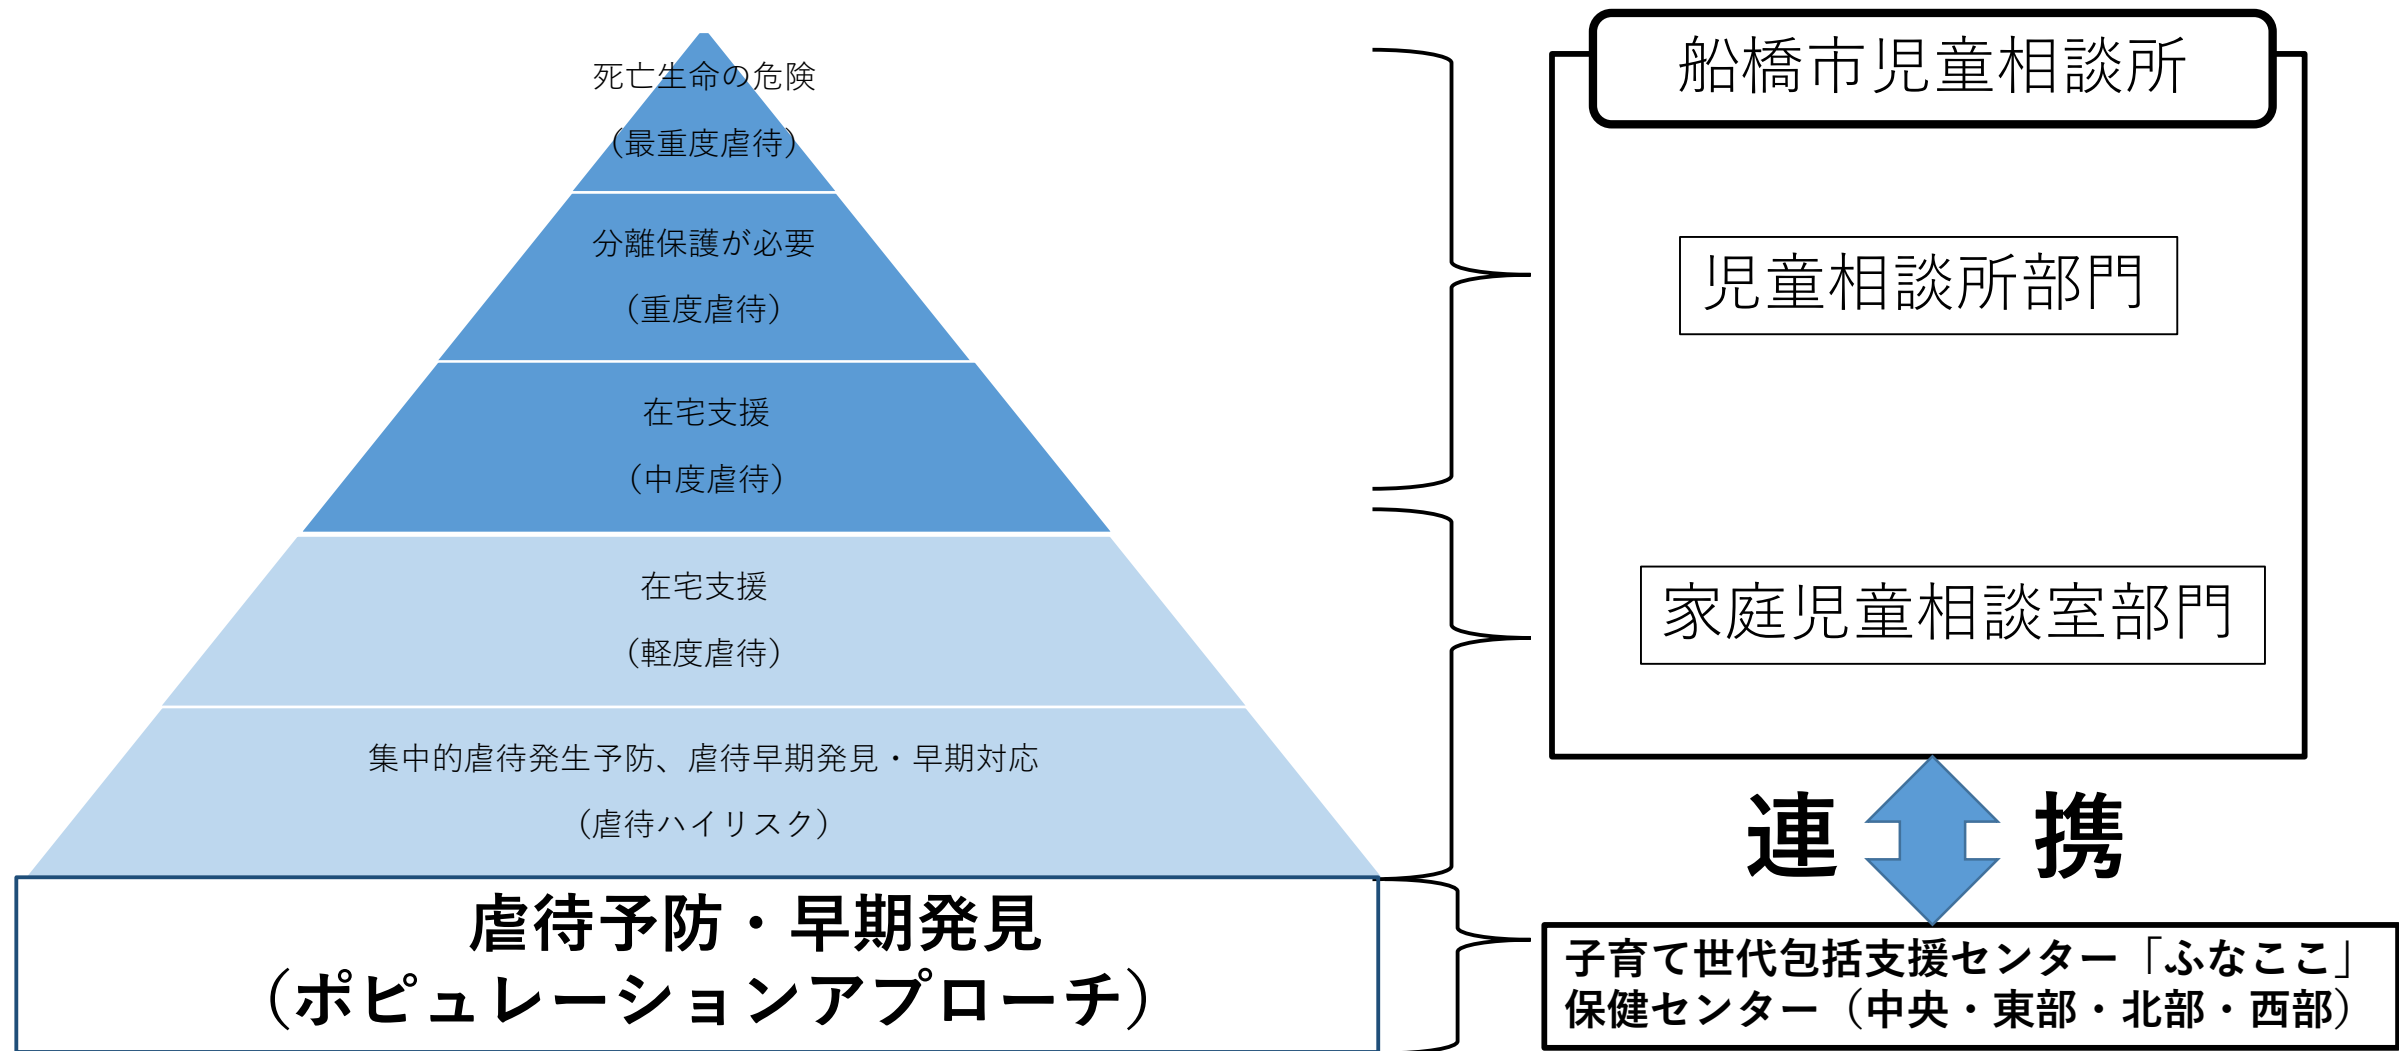 死亡生命の危険
（最重度虐待）
分離保護が必要
（重度虐待）
在宅支援
（中度虐待）
在宅支援
（軽度虐待）
集中的虐待発生予防、虐待早期発見・早期対応
（虐待ハイリスク）
虐待予防・早期発見
（ポピュレーションアプローチ）
船橋市児童相談所
児童相談所部門
家庭児童相談室部門
連 携
子育て世代包括支援センター「ふなここ」
保健センター（中央・東部・北部・西部）